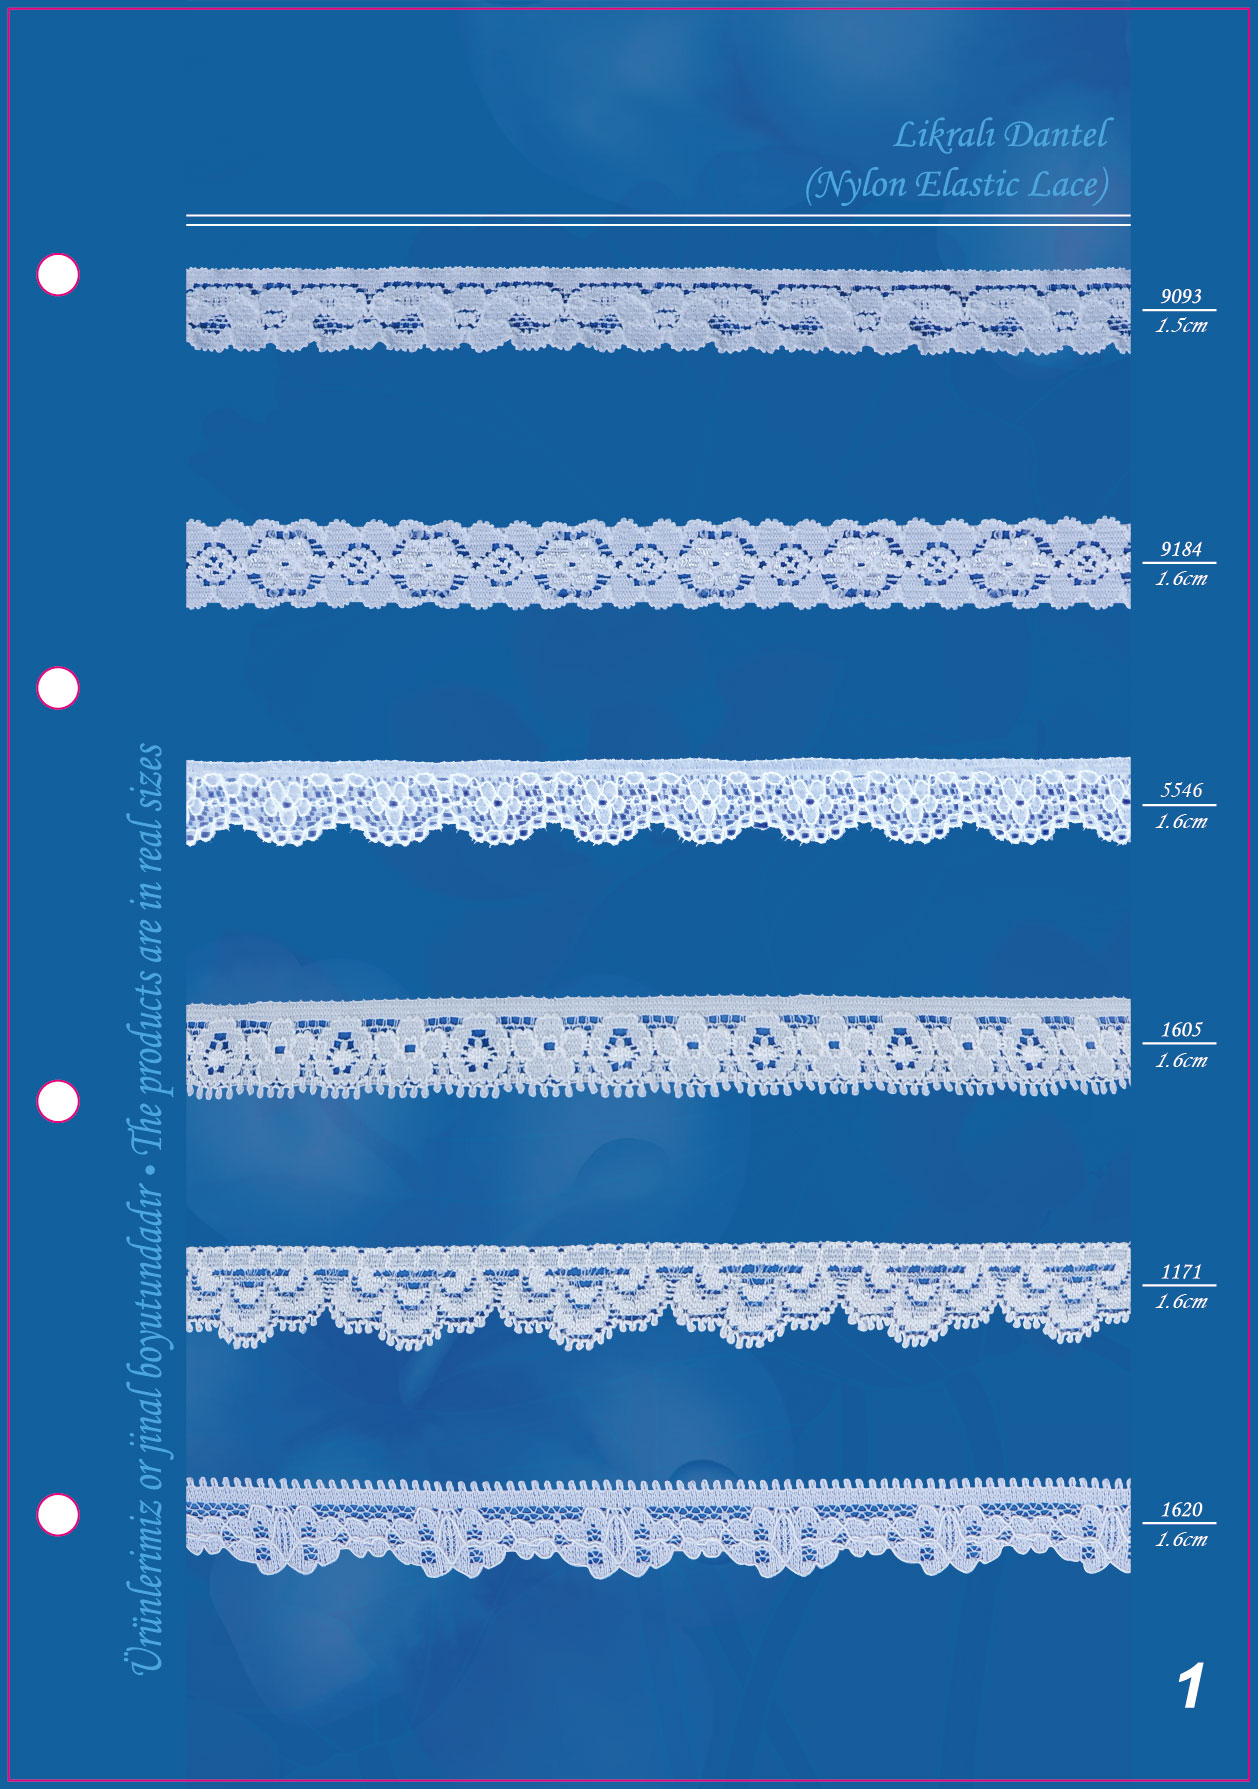 Likralı Dantel
(Nylon Elastic Lace)
9093
1.5cm
9184
1.6cm
5546
1.6cm
1605
1.6cm
1171
1.6cm
1620
1.6cm
Ürünlerimiz or jinal boyutundadır • The products are in real sizes
1